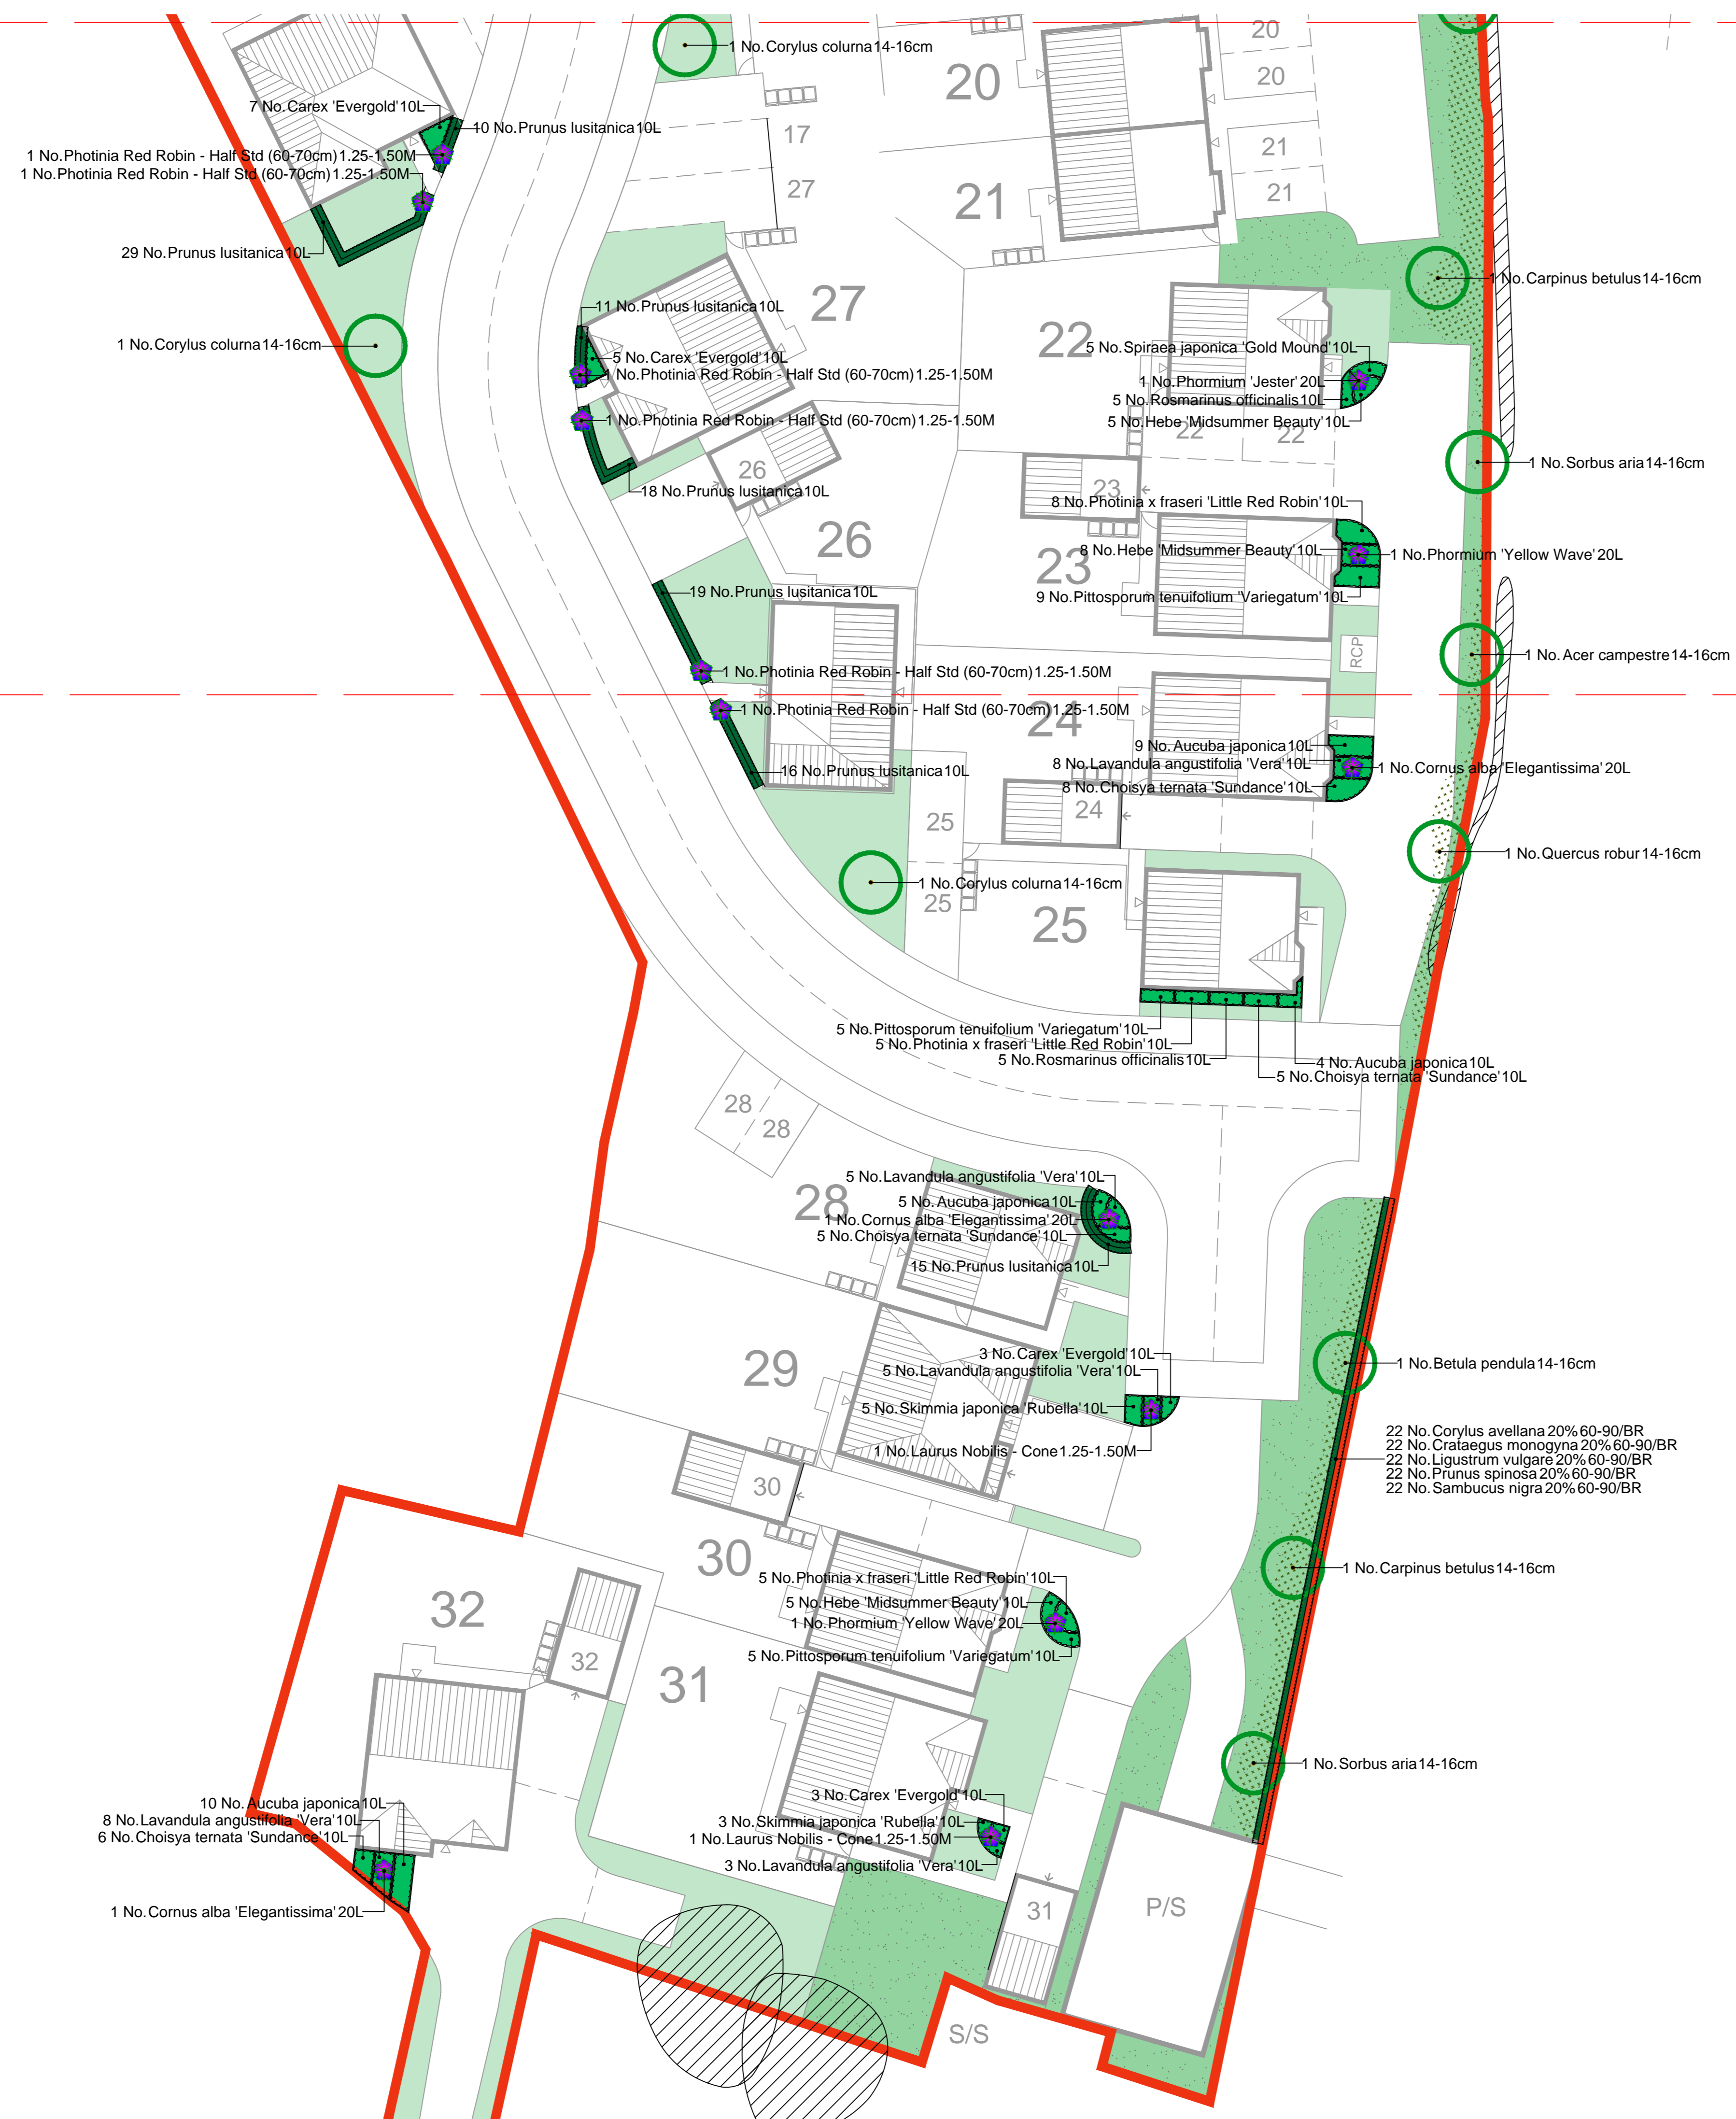 1 No. Corylus colurna 14-16cm
20
20
20
7 No. Carex 'Evergold' 10L
10 No. Prunus lusitanica 10L
17
21
1 No. Photinia Red Robin - Half Std (60-70cm) 1.25-1.50M
1 No. Photinia Red Robin - Half Std (60-70cm) 1.25-1.50M
27
21
21
29 No. Prunus lusitanica 10L
1 No. Carpinus betulus 14-16cm
11 No. Prunus lusitanica 10L
27
1 No. Corylus colurna 14-16cm
22
5 No. Spiraea japonica 'Gold Mound' 10L
5 No. Carex 'Evergold' 10L
1 No. Photinia Red Robin - Half Std (60-70cm) 1.25-1.50M
1 No. Phormium 'Jester' 20L
5 No. Rosmarinus officinalis 10L
1 No. Photinia Red Robin - Half Std (60-70cm) 1.25-1.50M
5 No. Hebe 'Midsummer Beauty' 10L
22
22
26
1 No. Sorbus aria 14-16cm
18 No. Prunus lusitanica 10L
23
8 No. Photinia x fraseri 'Little Red Robin' 10L
26
8 No. Hebe 'Midsummer Beauty' 10L
1 No. Phormium 'Yellow Wave' 20L
23
19 No. Prunus lusitanica 10L
9 No. Pittosporum tenuifolium 'Variegatum' 10L
RCP
1 No. Acer campestre 14-16cm
1 No. Photinia Red Robin - Half Std (60-70cm) 1.25-1.50M
1 No. Photinia Red Robin - Half Std (60-70cm) 1.25-1.50M
24
9 No. Aucuba japonica 10L
8 No. Lavandula angustifolia 'Vera' 10L
1 No. Cornus alba 'Elegantissima' 20L
16 No. Prunus lusitanica 10L
8 No. Choisya ternata 'Sundance' 10L
24
25
1 No. Quercus robur 14-16cm
1 No. Corylus colurna 14-16cm
25
25
5 No. Pittosporum tenuifolium 'Variegatum' 10L
5 No. Photinia x fraseri 'Little Red Robin' 10L
5 No. Rosmarinus officinalis 10L
4 No. Aucuba japonica 10L
5 No. Choisya ternata 'Sundance' 10L
28
28
5 No. Lavandula angustifolia 'Vera' 10L
28
5 No. Aucuba japonica 10L
1 No. Cornus alba 'Elegantissima' 20L
5 No. Choisya ternata 'Sundance' 10L
15 No. Prunus lusitanica 10L
3 No. Carex 'Evergold' 10L
29
5 No. Lavandula angustifolia 'Vera' 10L
1 No. Betula pendula 14-16cm
5 No. Skimmia japonica 'Rubella' 10L
1 No. Laurus Nobilis - Cone 1.25-1.50M
22 No. Corylus avellana 20% 60-90/BR
22 No. Crataegus monogyna 20% 60-90/BR
22 No. Ligustrum vulgare 20% 60-90/BR
22 No. Prunus spinosa 20% 60-90/BR
22 No. Sambucus nigra 20% 60-90/BR
30
30
1 No. Carpinus betulus 14-16cm
5 No. Photinia x fraseri 'Little Red Robin' 10L
5 No. Hebe 'Midsummer Beauty' 10L
32
1 No. Phormium 'Yellow Wave' 20L
5 No. Pittosporum tenuifolium 'Variegatum' 10L
32
31
1 No. Sorbus aria 14-16cm
3 No. Carex 'Evergold' 10L
10 No. Aucuba japonica 10L
8 No. Lavandula angustifolia 'Vera' 10L
3 No. Skimmia japonica 'Rubella' 10L
6 No. Choisya ternata 'Sundance' 10L
1 No. Laurus Nobilis - Cone 1.25-1.50M
3 No. Lavandula angustifolia 'Vera' 10L
1 No. Cornus alba 'Elegantissima' 20L
31
P/S
S/S